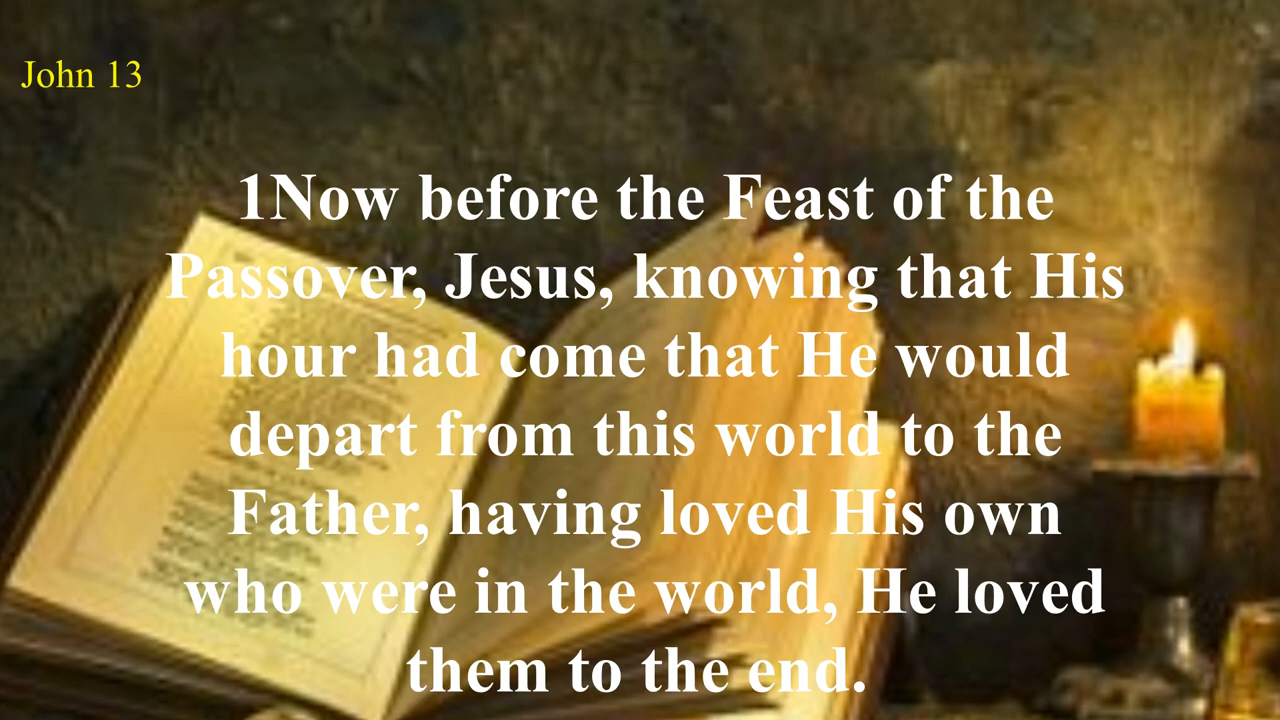 John 13
1Now before the Feast of the
Passover, Jesus, knowing that His
hour had come that He would
depart from this world to the
Father, having loved His own
who were in the world, He loved
them to the end.